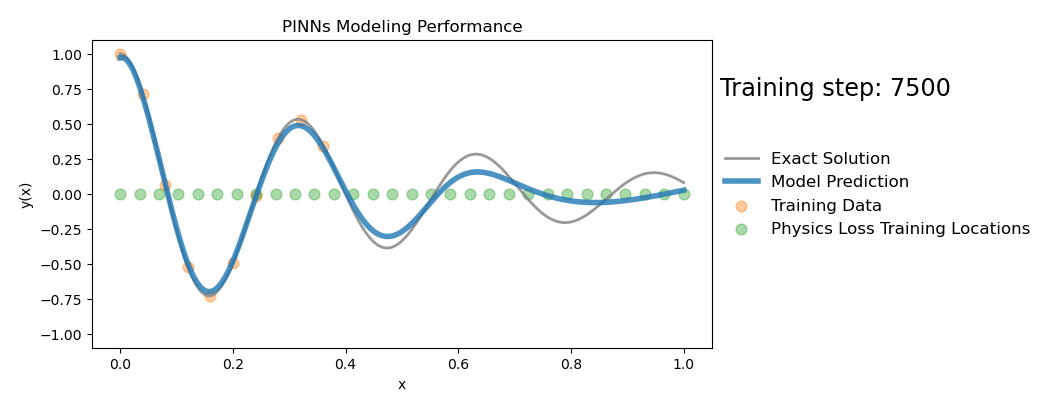 PINNs Modeling Performance
1.00
0.75
0.50
0.25
0.00
−0.25
−0.50
−0.75
−1.00
y(x)
0.0
0.2
0.4
0.6
0.8
1.0
x
Training step: 7500
Exact Solution
Model Prediction
Training Data
Physics Loss Training Locations